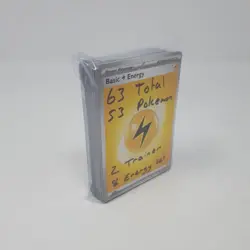 Basic Energy
63 Total
53 Pokemon
2 Trainer
8 Energy